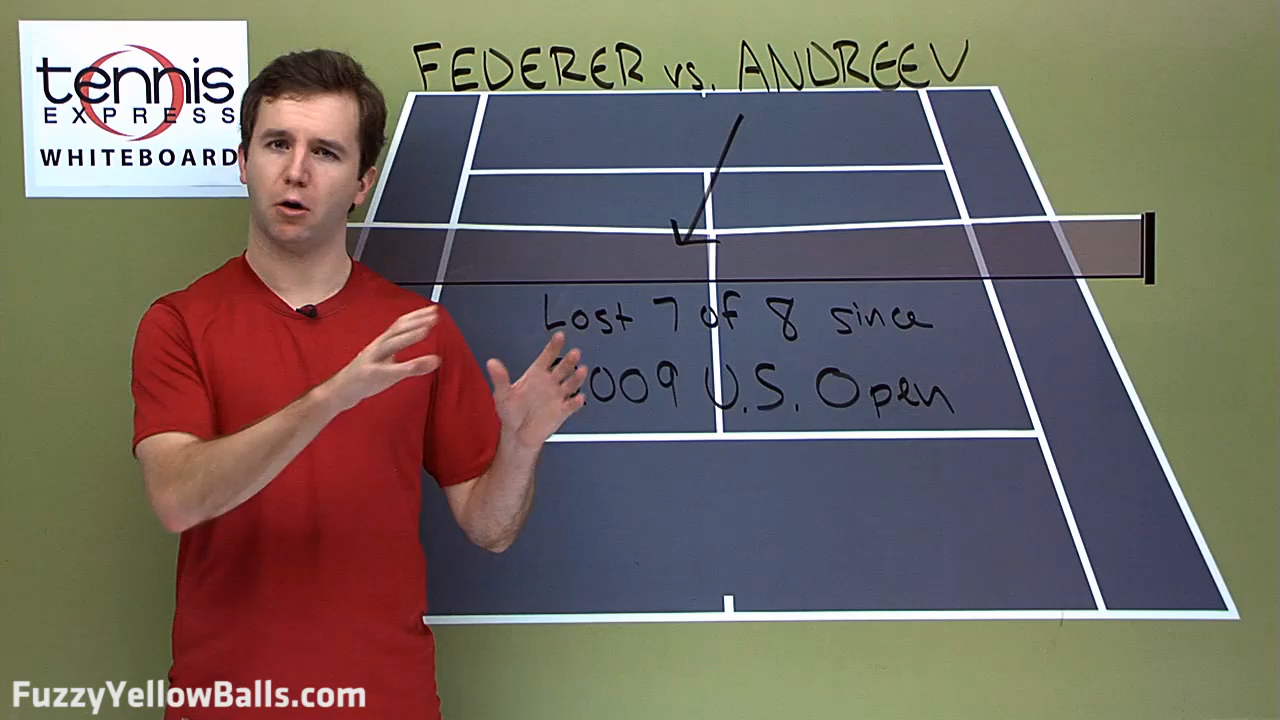 FEDERER vs. ANDREEV
tennis
EXPRESS
WHITEBOARD
Lost 7 of 8 since
2009 U.S. Open
FuzzyYellowBalls.com